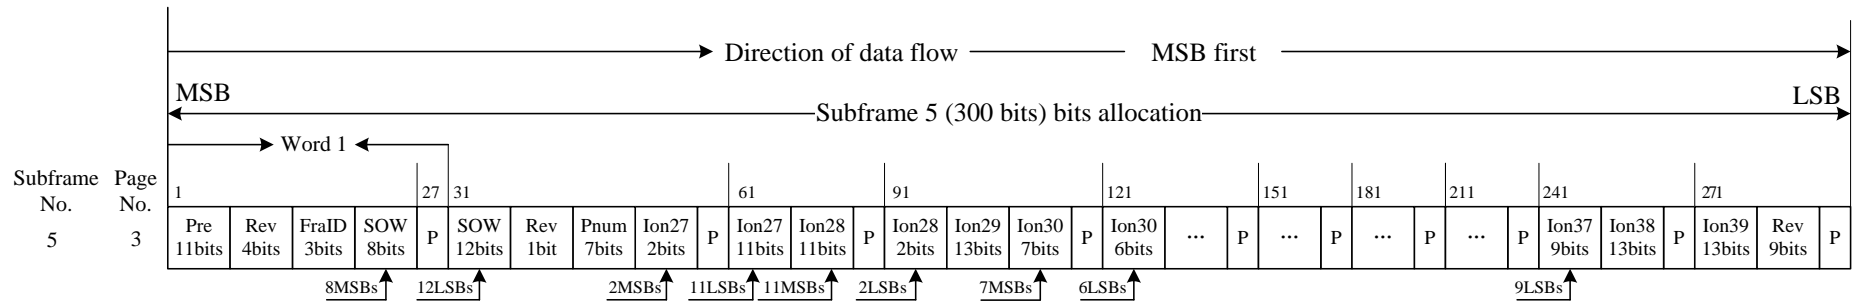 Direction of data flow MSB first
MSB LSB
Subframe 5 (300 bits) bits allocation
Word 1
Subframe Page
No. No.
1 27 31 61 91 121 151 181 211 241 271
Pre Rev FraID SOW P SOW Rev Pnum Ion27 P Ion27 Ion28 P Ion28 Ion29 Ion30 P Ion30 ... P ... P ... P ... P Ion37 Ion38 P Ion39 Rev P
11bits 4bits 3bits 8bits 12bits 1bit 7bits 2bits 11bits 11bits 2bits 13bits 7bits 6bits 9bits 13bits 13bits 9bits
5 3
8MSBs 12LSBs 2MSBs 11LSBs 11MSBs 2LSBs 7MSBs 6LSBs 9LSBs